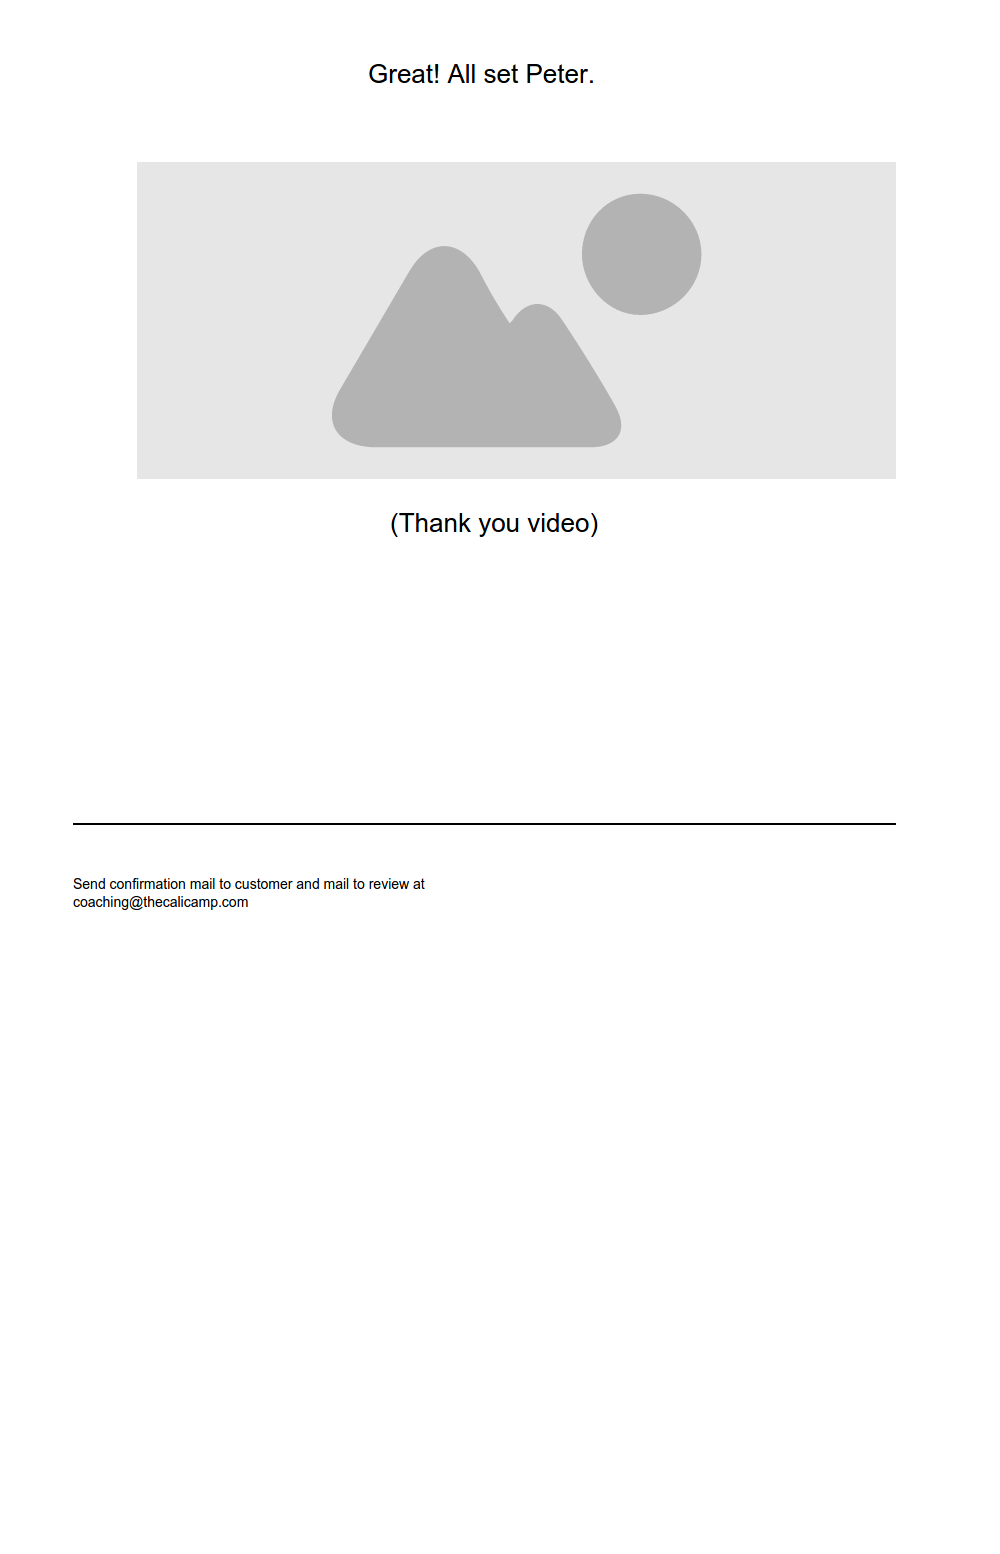 Great! All set Peter.
(Thank you video)
Send confirmation mail to customer and mail to review at
coaching@thecalicamp.com